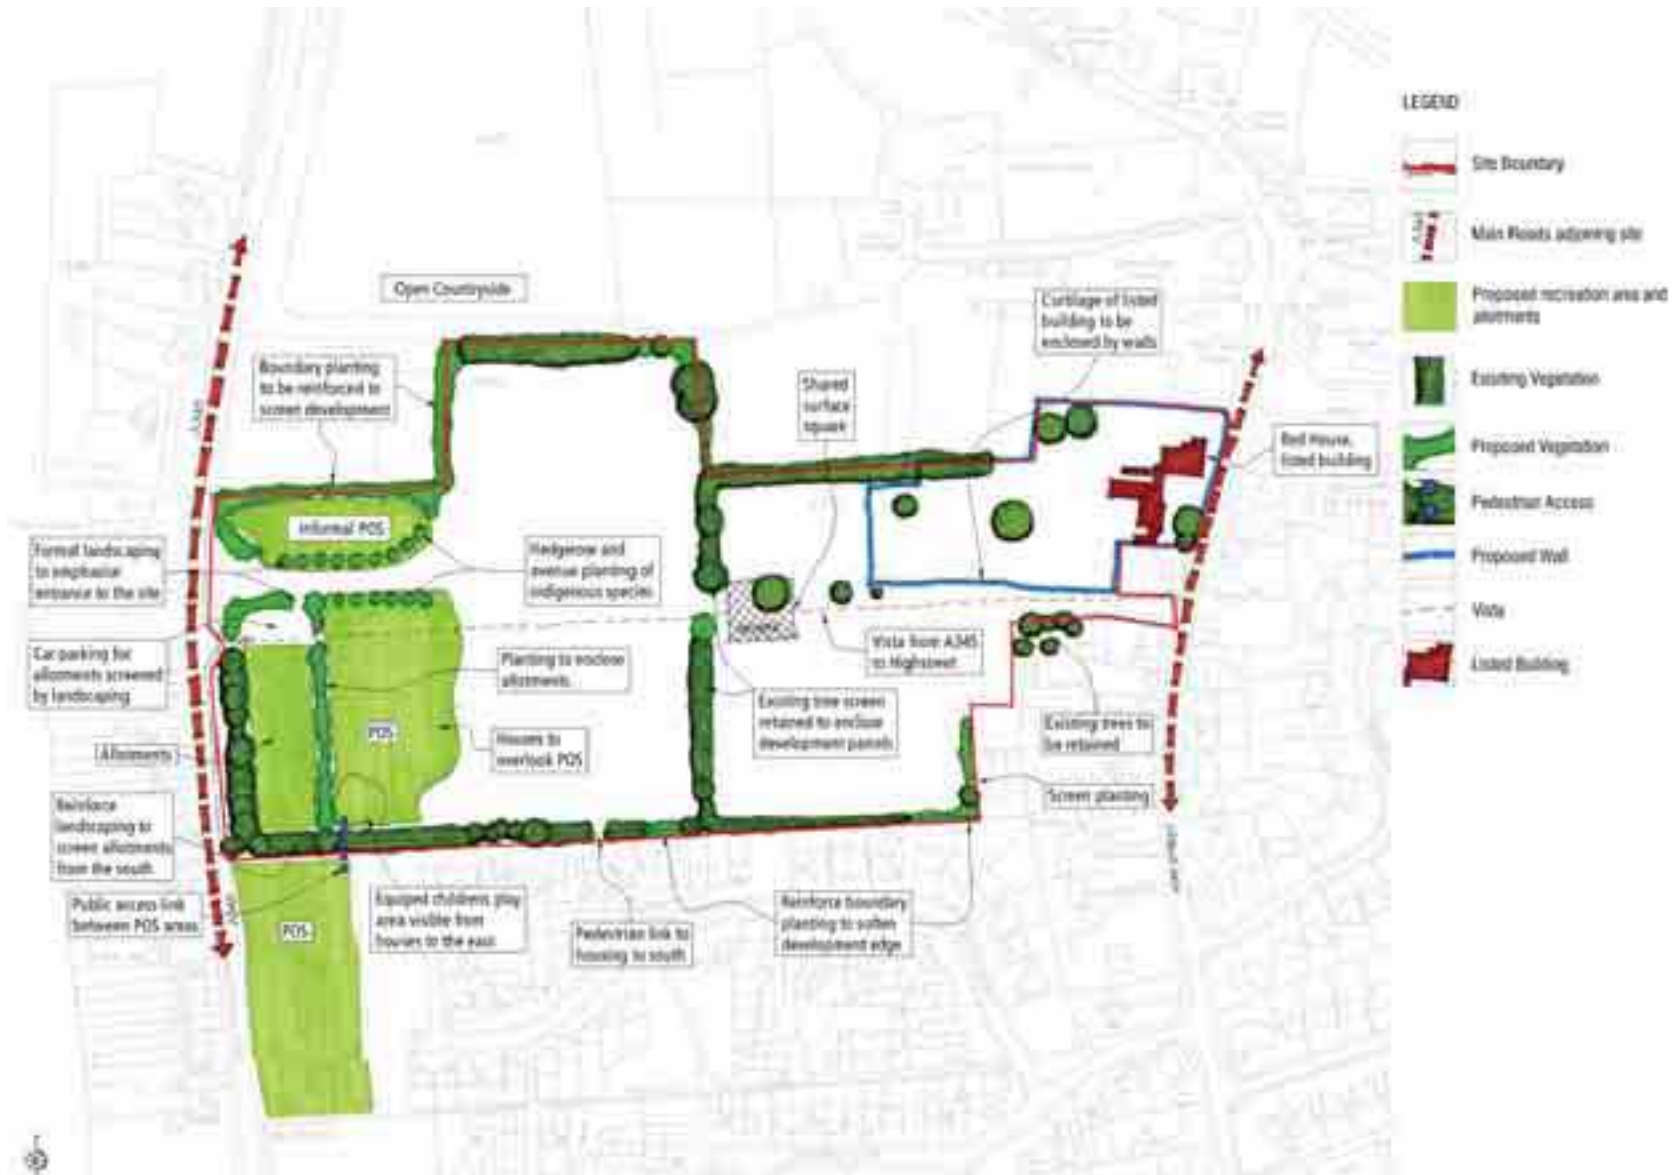 LEGEND
Site Boundary
Main Roads adjoining site
Proposed recreation area and
allotments
Existing Vegetation
Proposed Vegetation
Pedestrian Access
Proposed Wall
Vista
Listed Building
Open Countryside
Boundary planting
to be reinforced to
screen development
Curtilage of listed
building to be
enclosed by walls
Shared
surface
square
Red House,
listed building
Informal POS
Formal landscaping
to emphasise
entrance to the site
Hedgerow and
avenue planting of
indigenous species
Car parking for
allotments screened
by landscaping
Planting to enclose
allotments
Vista from A345
to Highstreet
Existing tree screen
retained to enclose
development parcels
Existing trees to
be retained
Allotments
POS
Houses to
overlook POS
Screen planting
Reinforce
landscaping to
screen allotments
from the south
Public access link
between POS areas
POS
Equiped childrens play
area visible from
houses to the east
Pedestrian link to
housing to south
Reinforce boundary
planting to soften
development edge
A345
A345